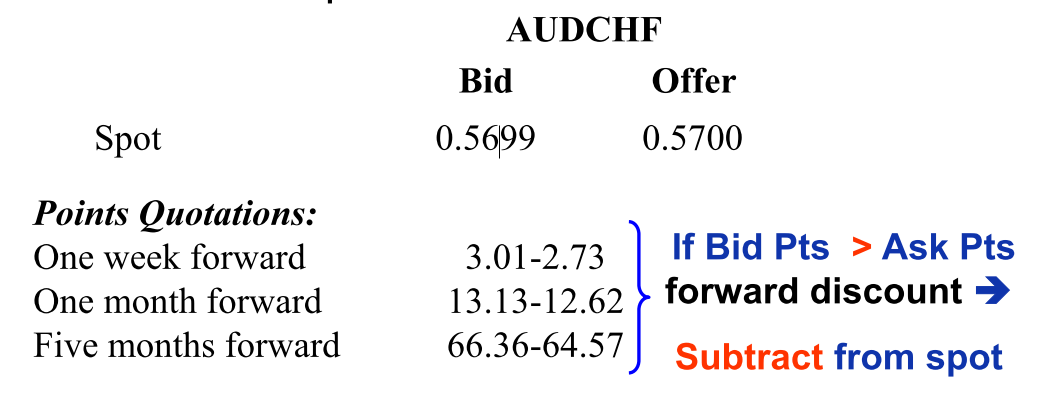 AUDCHF
Bid Offer
Spot 0.5699 0.5700
Points Quotations:
One week forward 3.01-2.73
One month forward 13.13-12.62
Five months forward 66.36-64.57
If Bid Pts > Ask Pts
forward discount ➔
Subtract from spot